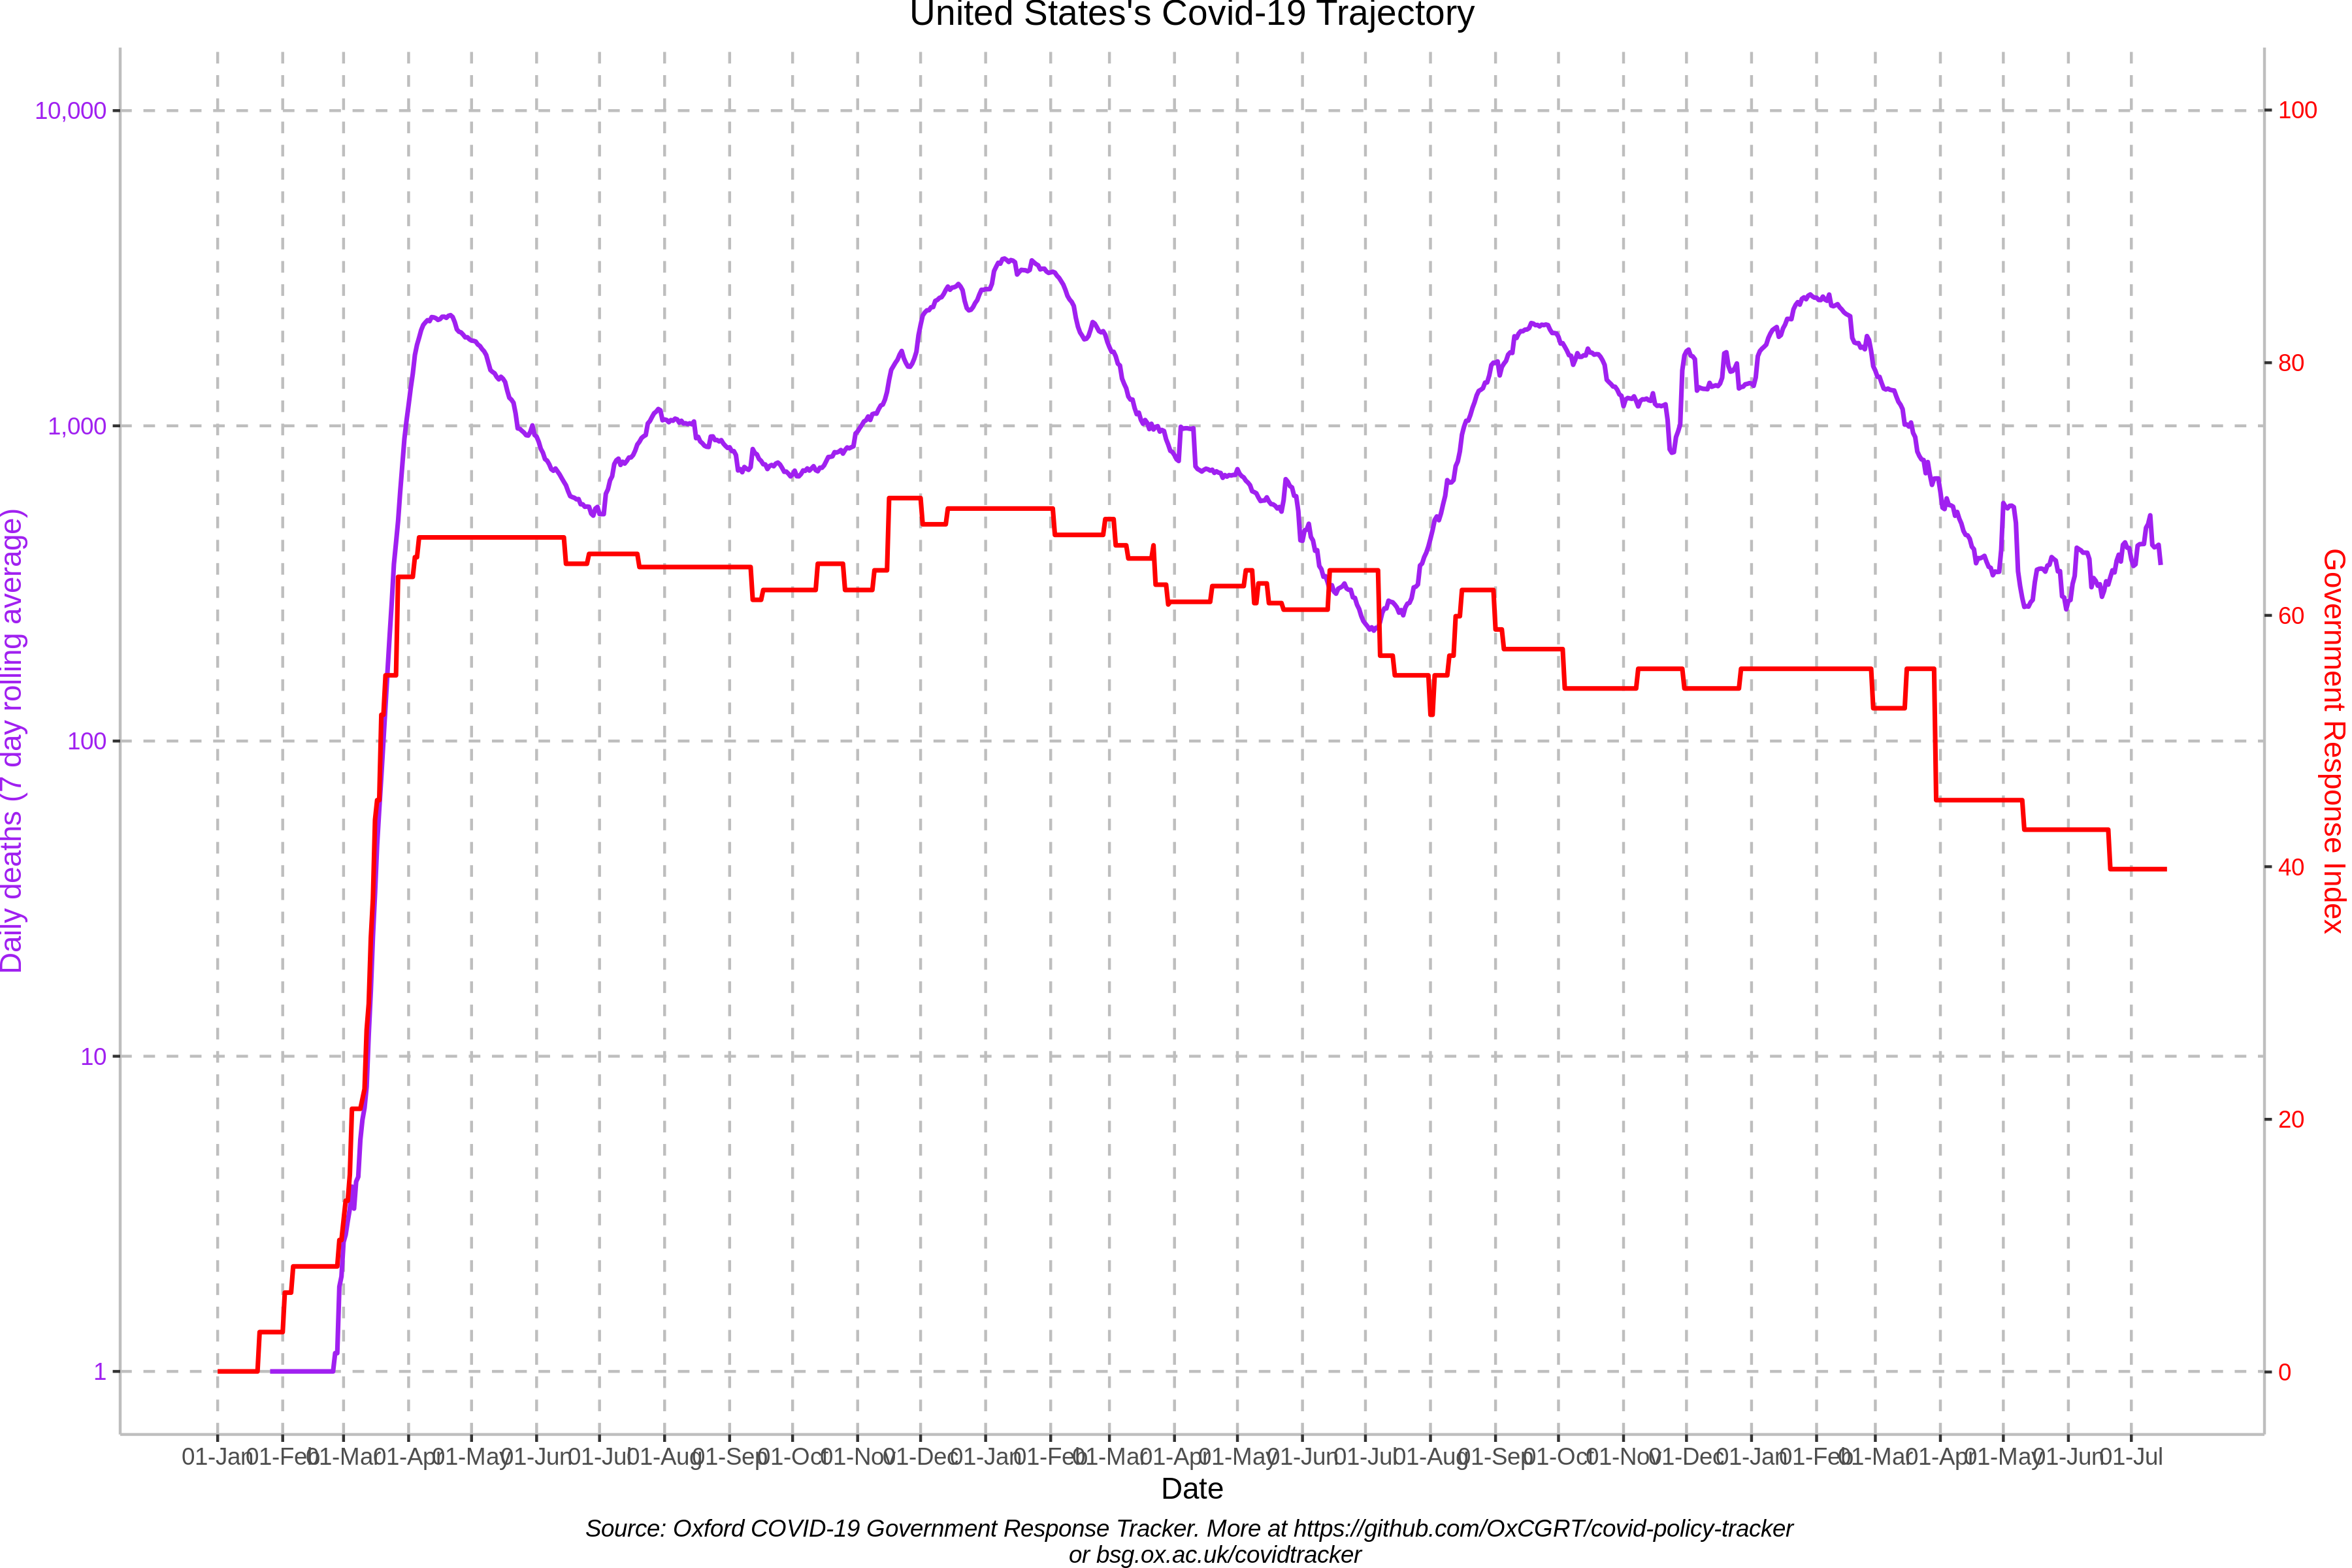 United States's Covid-19 Trajectory
10,000
1,000
100
10
1
Daily deaths (7 day rolling average)
100
80
60
40
20
0
Government Response Index
01-Jan 01-Feb 01-Mar 01-Apr 01-May 01-Jun 01-Jul 01-Aug 01-Sep 01-Oct 01-Nov 01-Dec 01-Jan 01-Feb 01-Mar 01-Apr 01-May 01-Jun 01-Jul 01-Aug 01-Sep 01-Oct 01-Nov 01-Dec 01-Jan 01-Feb 01-Mar 01-Apr 01-May 01-Jun 01-Jul
Date
Source: Oxford COVID-19 Government Response Tracker. More at https://github.com/OxCGRT/covid-policy-tracker
or bsg.ox.ac.uk/covidtracker